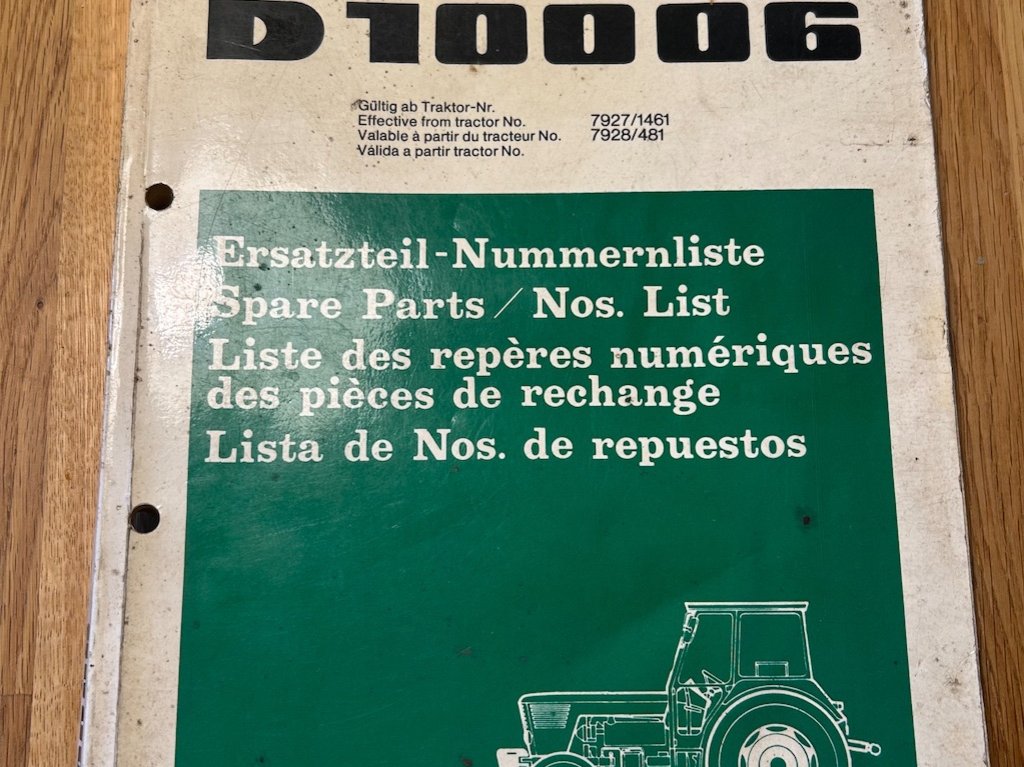 D 10006
Gültig ab Traktor-Nr.
Effective from tractor No. 7927/1461
Valable à partir du tracteur No. 7928/481
Válida a partir tractor No.
Ersatzteil-Nummernliste
Spare Parts / Nos. List
Liste des repères numériques
des pièces de rechange
Lista de Nos. de repuestos